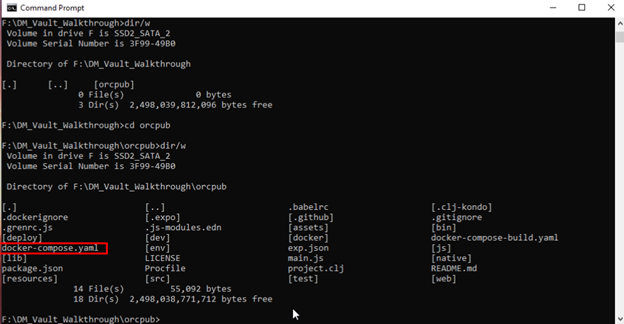 Command Prompt
F:\DM_Vault_Walkthrough>dir/w
Volume in drive F is SSD2_SATA_2
Volume Serial Number is 3F99-49B0
Directory of F:\DM_Vault_Walkthrough
[.] [..] [orcpub]
0 File(s) 0 bytes
3 Dir(s) 2,498,039,812,096 bytes free
F:\DM_Vault_Walkthrough>cd orcpub
F:\DM_Vault_Walkthrough\orcpub>dir/w
Volume in drive F is SSD2_SATA_2
Volume Serial Number is 3F99-49B0
Directory of F:\DM_Vault_Walkthrough\orcpub
[.] [..] .babelrc [.clj-kondo]
.dockerignore [.expo] [.github] .gitignore
.grenrc.js .js-modules.edn [assets] [bin]
[deploy] [dev] [docker] docker-compose-build.yaml
docker-compose.yaml [env] exp.json [js]
[lib] LICENSE main.js [native]
package.json Procfile project.clj README.md
[resources] [src] [test] [web]
14 File(s) 55,092 bytes
18 Dir(s) 2,498,038,771,712 bytes free
F:\DM_Vault_Walkthrough\orcpub>